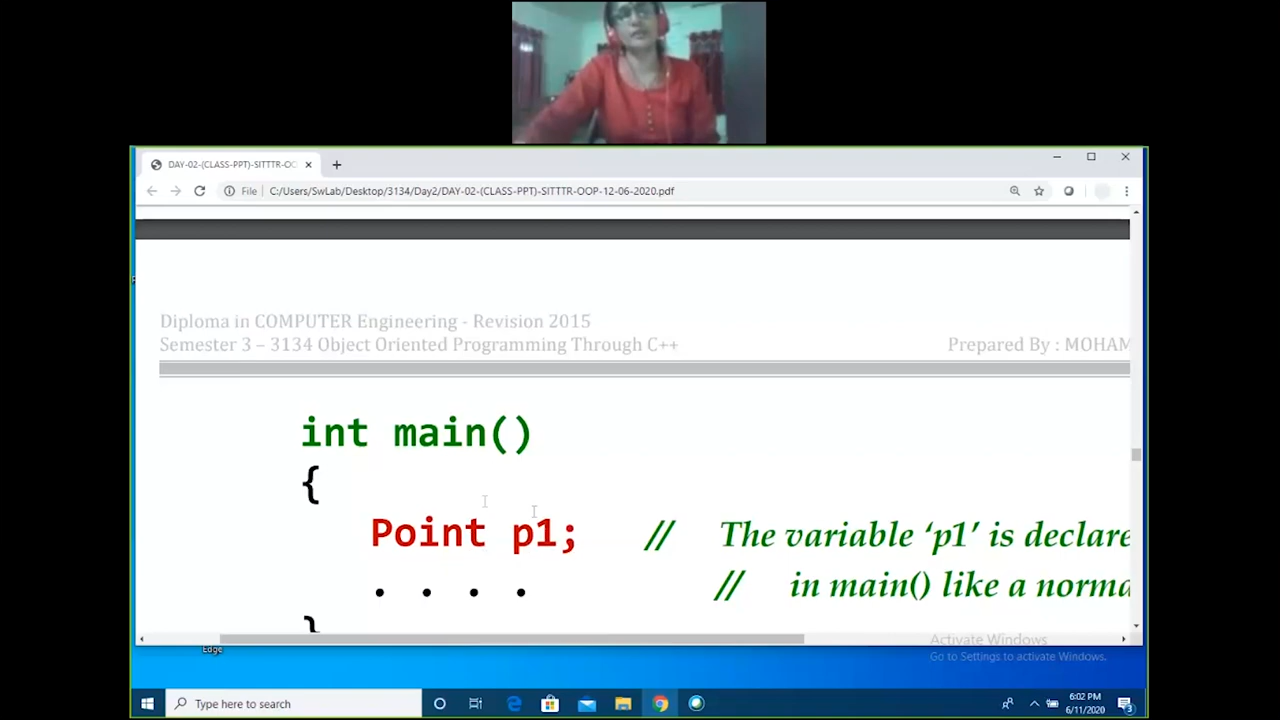 DAY-02-(CLASS-PPT)-SITTTR-OO
File C:/Users/SwLab/Desktop/3134/Day2/DAY-02-(CLASS-PPT)-SITTTR-OOP-12-06-2020.pdf
Diploma in COMPUTER Engineering - Revision 2015
Semester 3 – 3134 Object Oriented Programming Through C++ Prepared By : MOHAM
int main()
{
Point p1; // The variable ‘p1’ is declare
. . . . // in main() like a norma
}
Activate Windows
Go to Settings to activate Windows.
Edge
Type here to search
6:02 PM
6/11/2020
3